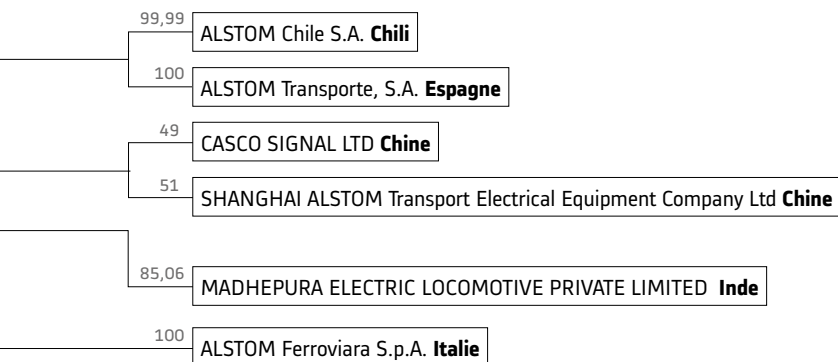 99,99
ALSTOM Chile S.A. Chili
100
ALSTOM Transporte, S.A. Espagne
49
CASCO SIGNAL LTD Chine
51
SHANGHAI ALSTOM Transport Electrical Equipment Company Ltd Chine
85,06
MADHEPURA ELECTRIC LOCOMOTIVE PRIVATE LIMITED Inde
100
ALSTOM Ferroviara S.p.A. Italie